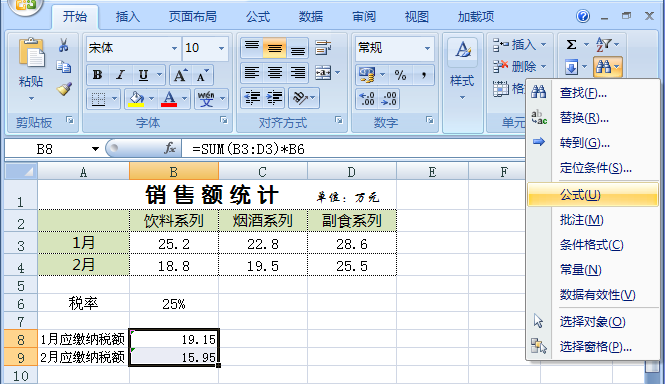 开始 插入 页面布局 公式 数据 审阅 视图 加载项
宋体 10 常规 插入 Σ
粘贴 B I U A A % , 样式 删除
A 文 wén 格
剪贴板 字体 对齐方式 数字 单元
B8 fx =SUM(B3:D3)*B6
A B C D E F
1 销售额统计 单位：万元
2 饮料系列 烟酒系列 副食系列
3 1月 25.2 22.8 28.6
4 2月 18.8 19.5 25.5
5
6 税率 25%
7
8 1月应缴纳税额 19.15
9 2月应缴纳税额 15.95
10
查找(F)...
替换(R)...
转到(G)...
定位条件(S)...
公式(U)
批注(M)
条件格式(C)
常量(N)
数据有效性(V)
选择对象(O)
选择窗格(P)...